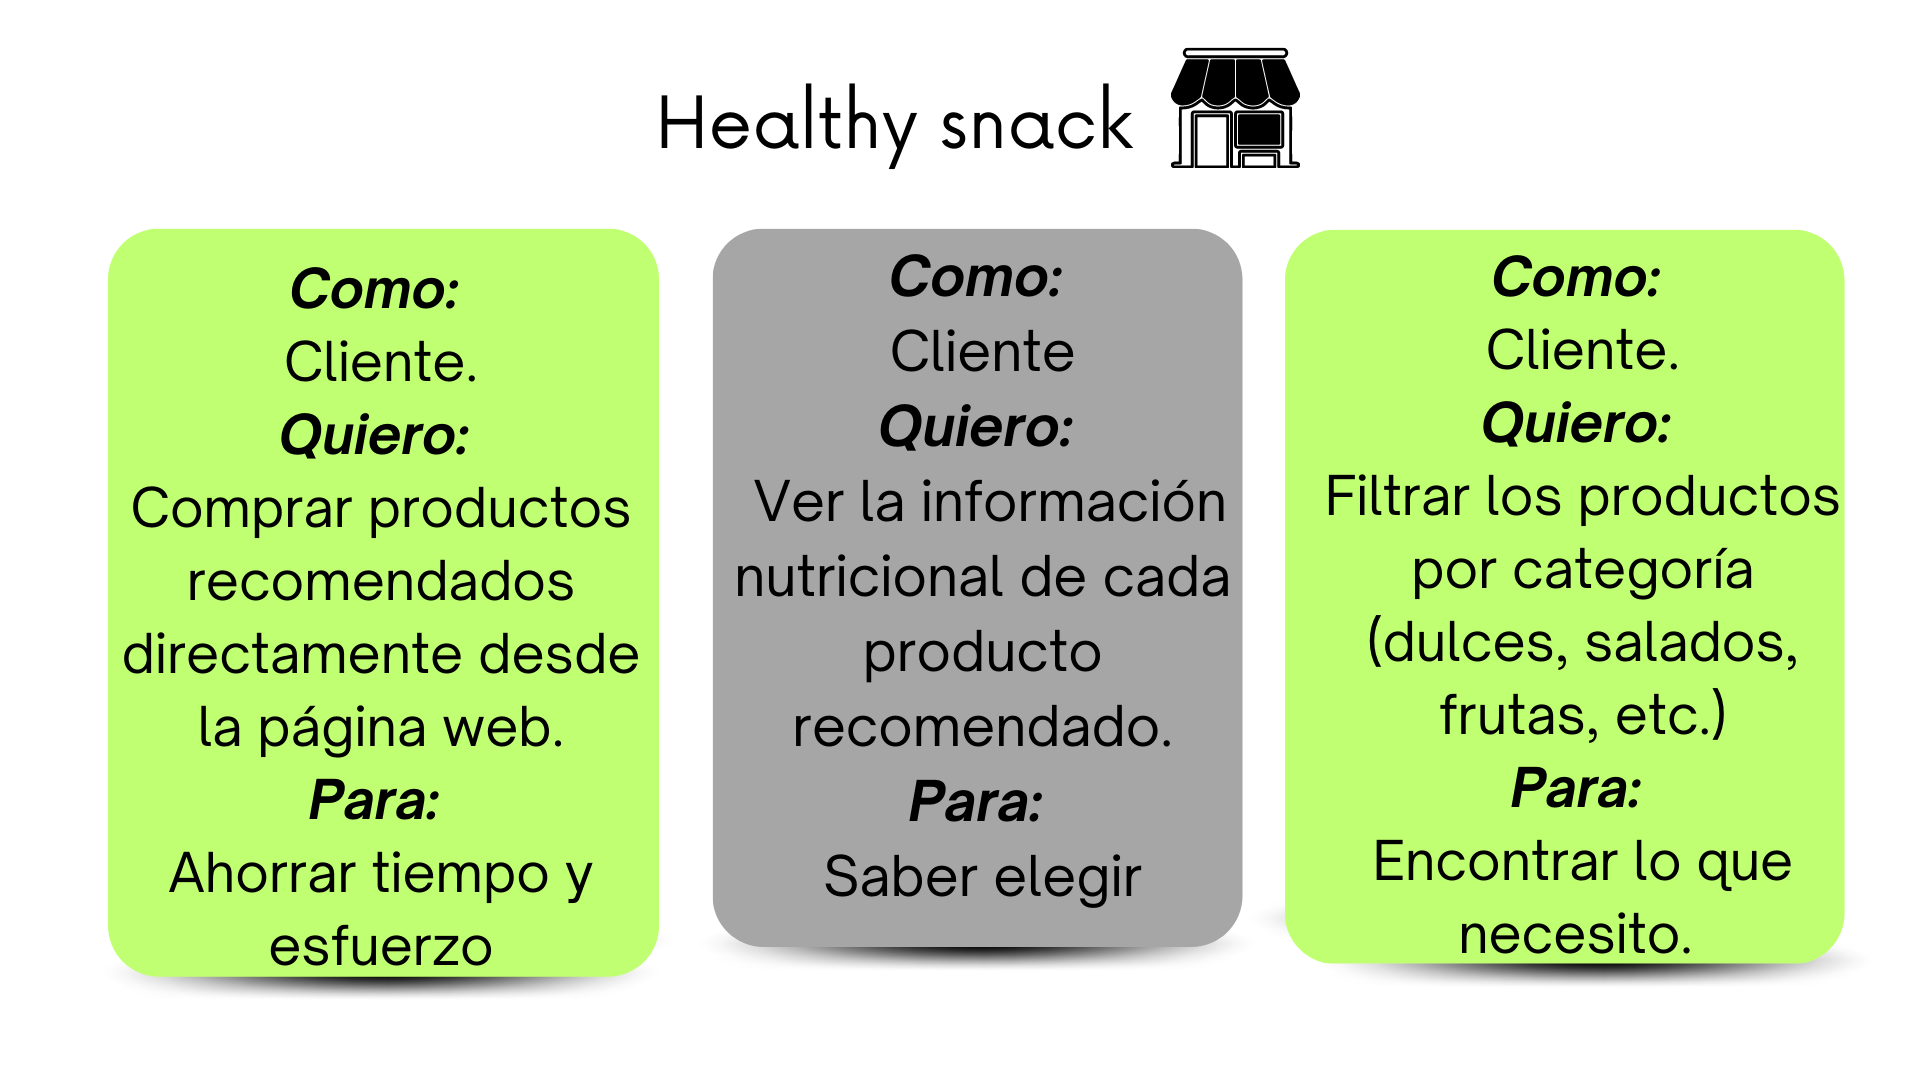 Healthy snack
Como:
Cliente.
Quiero:
Comprar productos
recomendados
directamente desde
la página web.
Para:
Ahorrar tiempo y
esfuerzo
Como:
Cliente
Quiero:
Ver la información
nutricional de cada
producto
recomendado.
Para:
Saber elegir
Como:
Cliente.
Quiero:
Filtrar los productos
por categoría
(dulces, salados,
frutas, etc.)
Para:
Encontrar lo que
necesito.